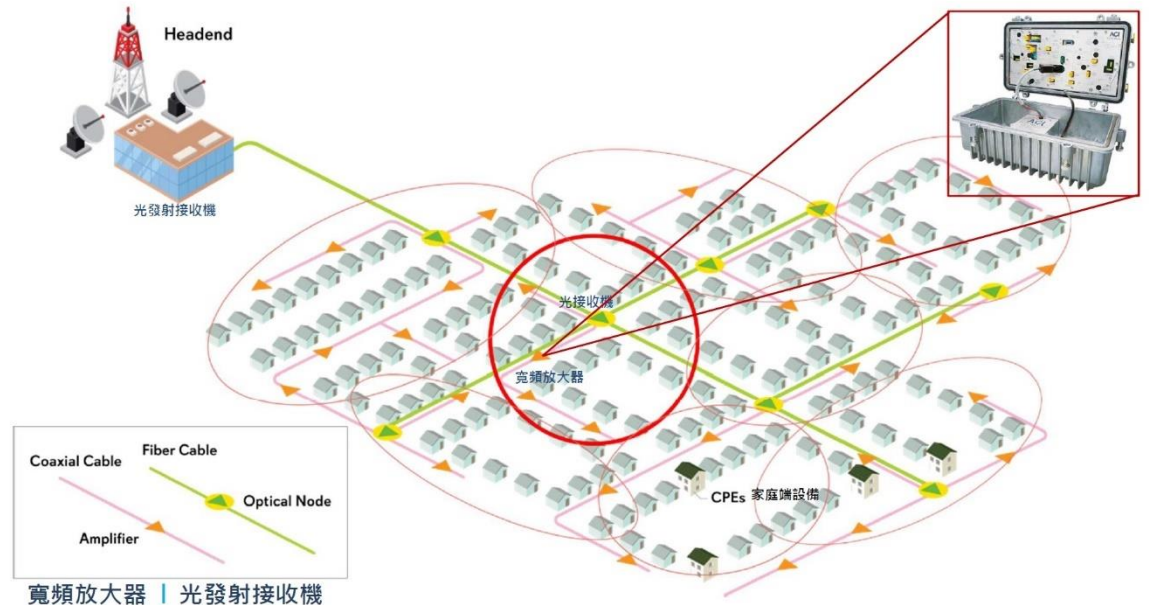 Headend
光發射接收機
ACI
ACI
光接收機
寬頻放大器
CPEs 家庭端設備
Fiber Cable
Coaxial Cable
Optical Node
Amplifier
寬頻放大器 | 光發射接收機